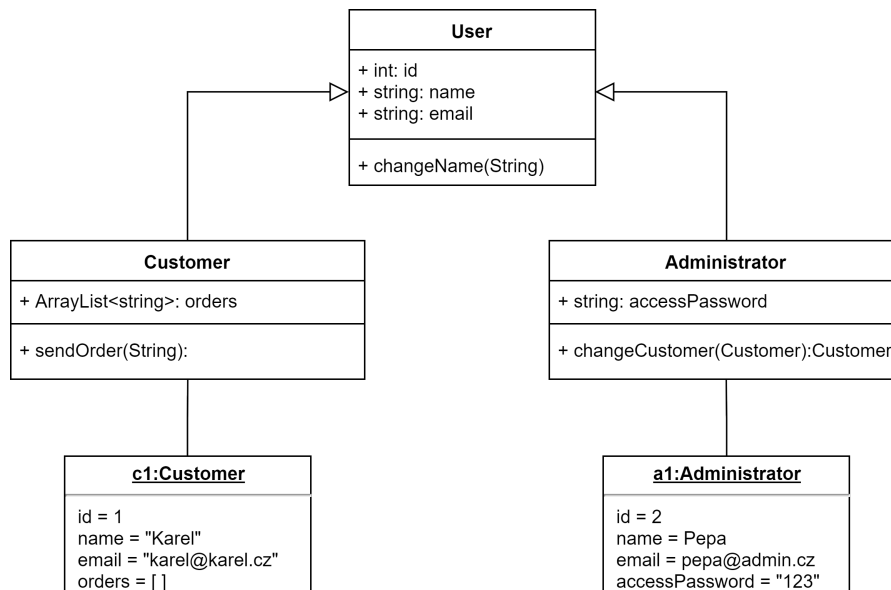 User
+ int: id
+ string: name
+ string: email
+ changeName(String)
Customer
+ ArrayList<string>: orders
+ sendOrder(String):
Administrator
+ string: accessPassword
+ changeCustomer(Customer):Customer
c1:Customer
id = 1
name = "Karel"
email = "karel@karel.cz"
orders = [ ]
a1:Administrator
id = 2
name = Pepa
email = pepa@admin.cz
accessPassword = "123"